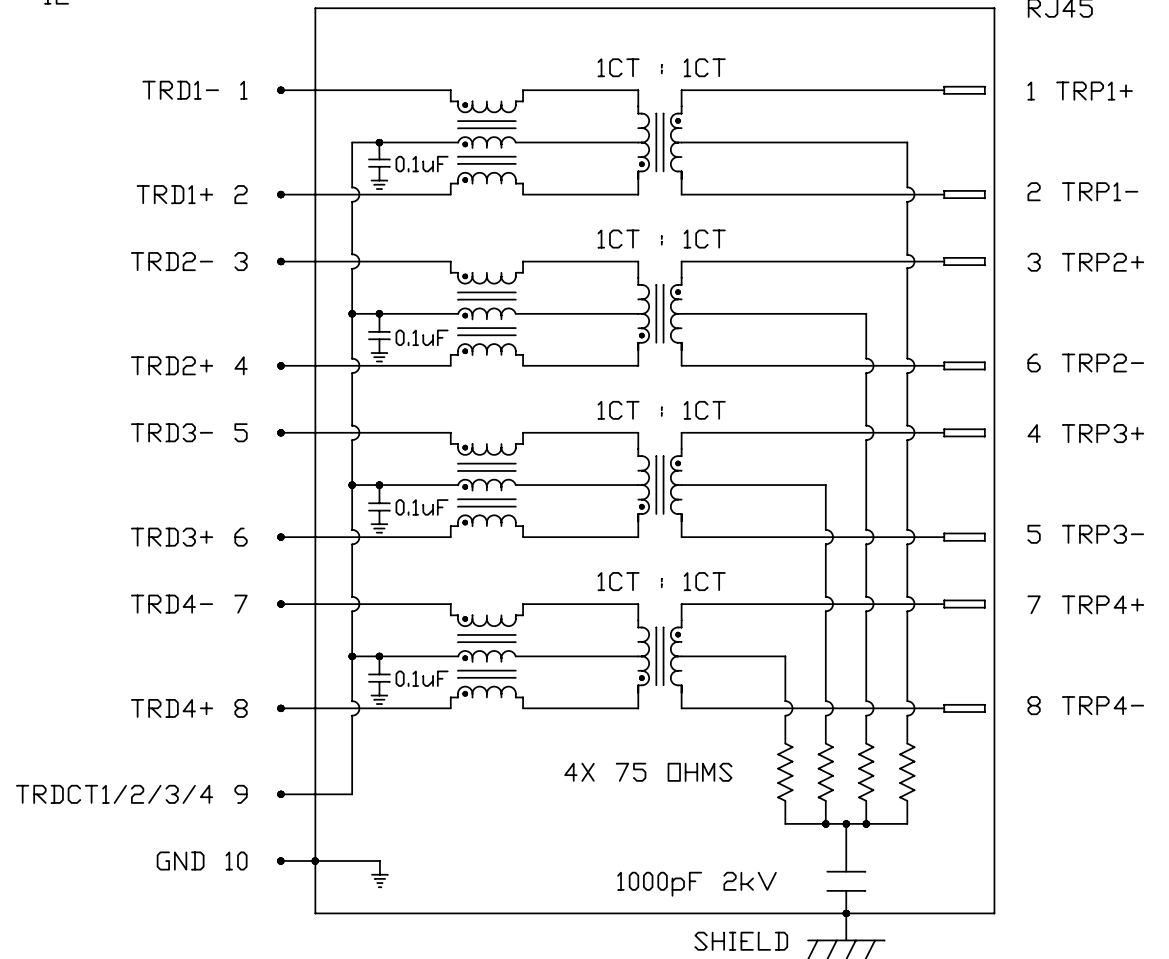 RJ45
1CT : 1CT
TRD1- 1
1 TRP1+
0.1uF
TRD1+ 2
2 TRP1-
1CT : 1CT
TRD2- 3
3 TRP2+
0.1uF
TRD2+ 4
6 TRP2-
1CT : 1CT
TRD3- 5
4 TRP3+
0.1uF
TRD3+ 6
5 TRP3-
1CT : 1CT
TRD4- 7
7 TRP4+
0.1uF
TRD4+ 8
8 TRP4-
4X 75 OHMS
TRDCT1/2/3/4 9
GND 10
1000pF 2kV
SHIELD